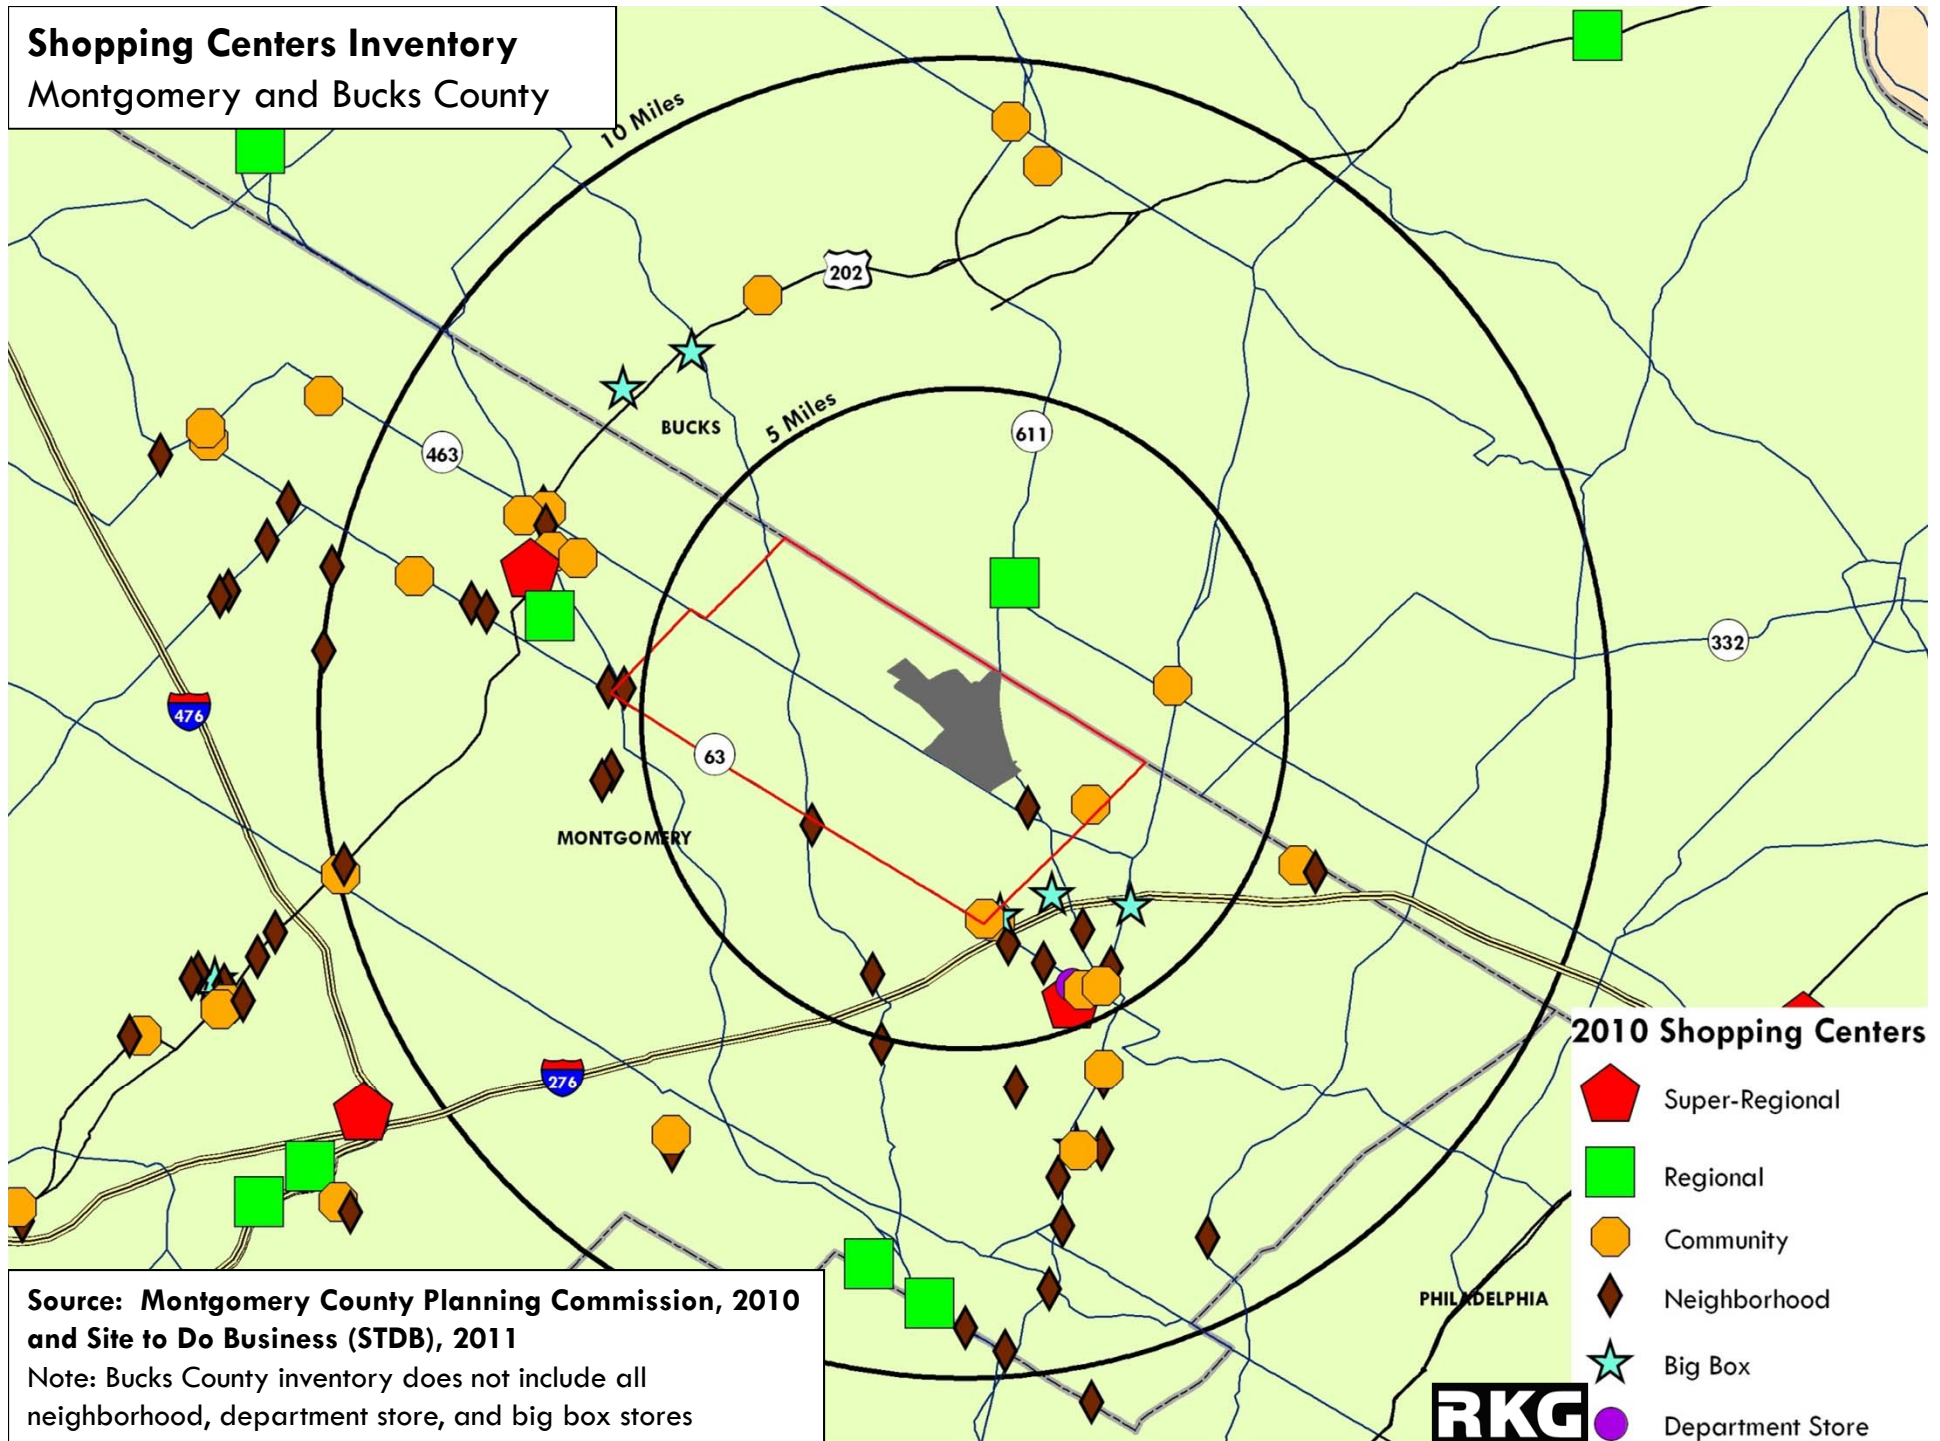 Shopping Centers Inventory
Montgomery and Bucks County
10 Miles
202
5 Miles
BUCKS
611
463
332
476
63
MONTGOMERY
276
2010 Shopping Centers
Super-Regional
Regional
Community
Neighborhood
Big Box
Department Store
PHILADELPHIA
Source: Montgomery County Planning Commission, 2010
and Site to Do Business (STDB), 2011
Note: Bucks County inventory does not include all
neighborhood, department store, and big box stores
RKG